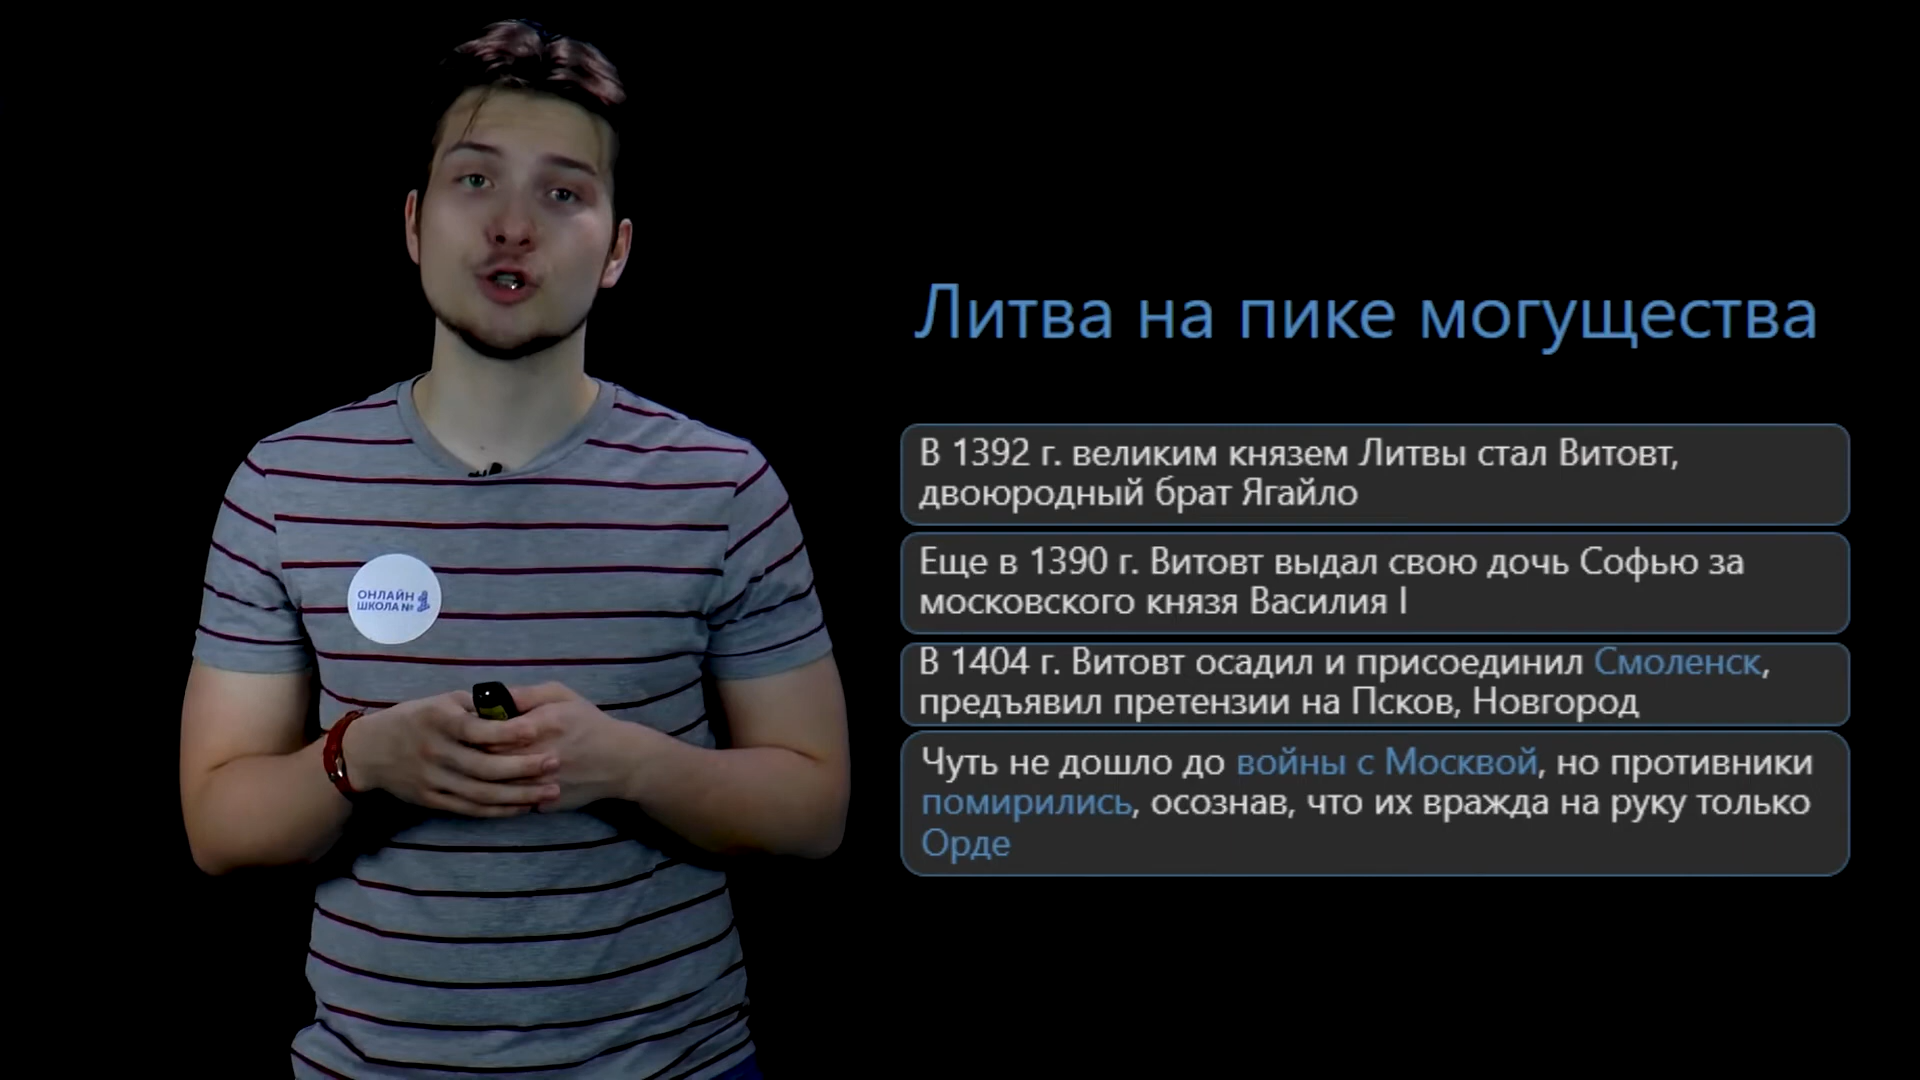 Литва на пике могущества
В 1392 г. великим князем Литвы стал Витовт,
двоюродный брат Ягайло
Еще в 1390 г. Витовт выдал свою дочь Софью за
московского князя Василия I
В 1404 г. Витовт осадил и присоединил Смоленск,
предъявил претензии на Псков, Новгород
Чуть не дошло до войны с Москвой, но противники
помирились, осознав, что их вражда на руку только
Орде
ОНЛАЙН
ШКОЛА № 1